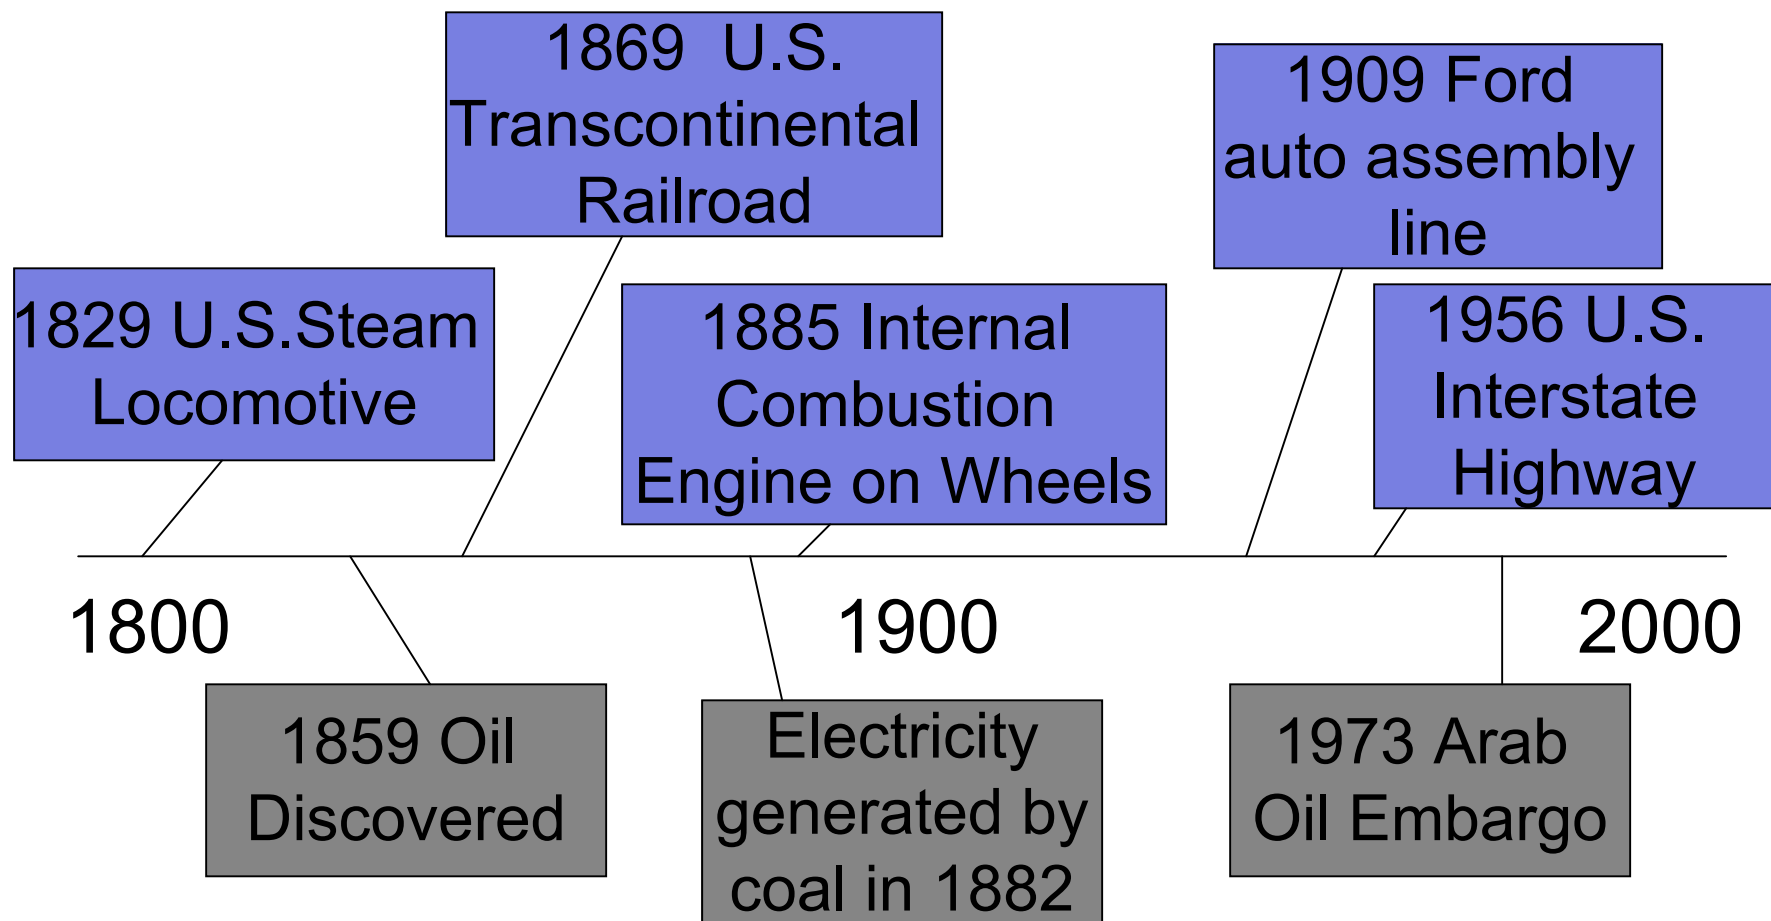 1869  U.S.
Transcontinental
Railroad
1909 Ford
auto assembly
line
1829 U.S.Steam
Locomotive
1885 Internal
Combustion
Engine on Wheels
1956 U.S.
Interstate
Highway
1800
1900
2000
1859 Oil
Discovered
Electricity
generated by
coal in 1882
1973 Arab
Oil Embargo